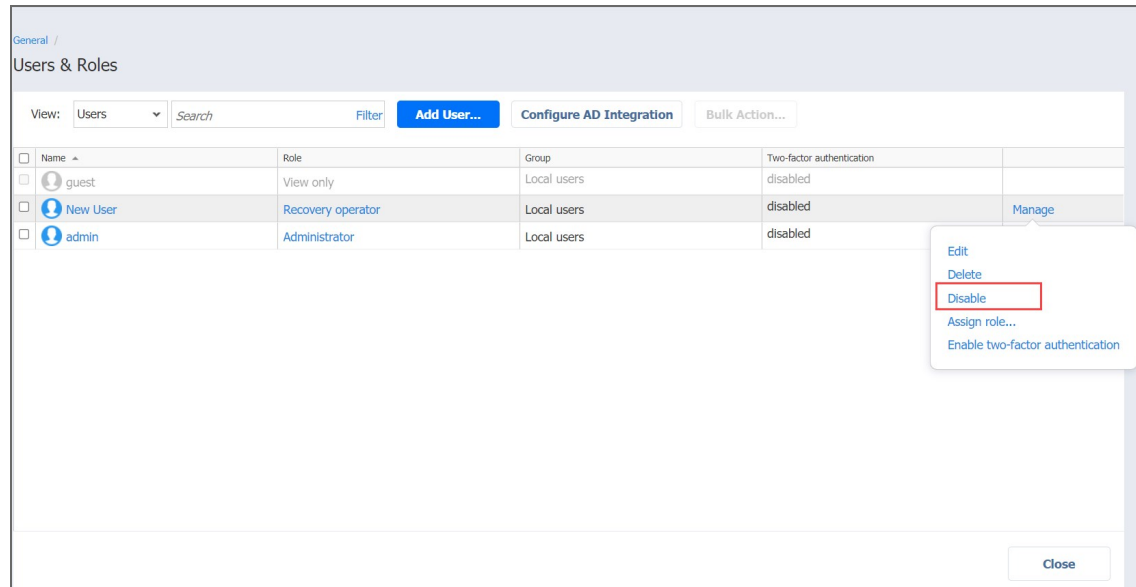 General /
Users & Roles
View: Users Search Filter Add User... Configure AD Integration Bulk Action...
Name Role Group Two-factor authentication
guest View only Local users disabled
New User Recovery operator Local users disabled Manage
admin Administrator Local users disabled
Edit
Delete
Disable
Assign role...
Enable two-factor authentication
Close